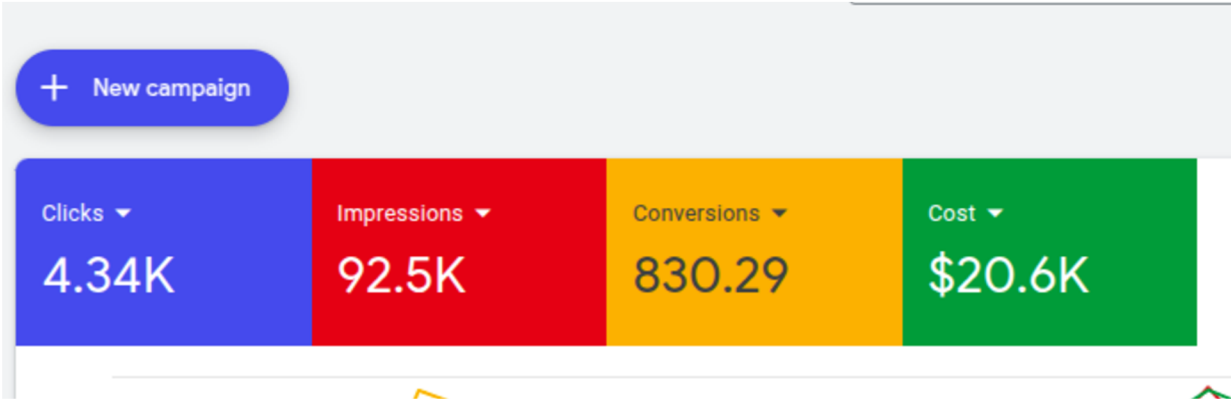 New campaign
Clicks
4.34K
Impressions
92.5K
Conversions
830.29
Cost
$20.6K